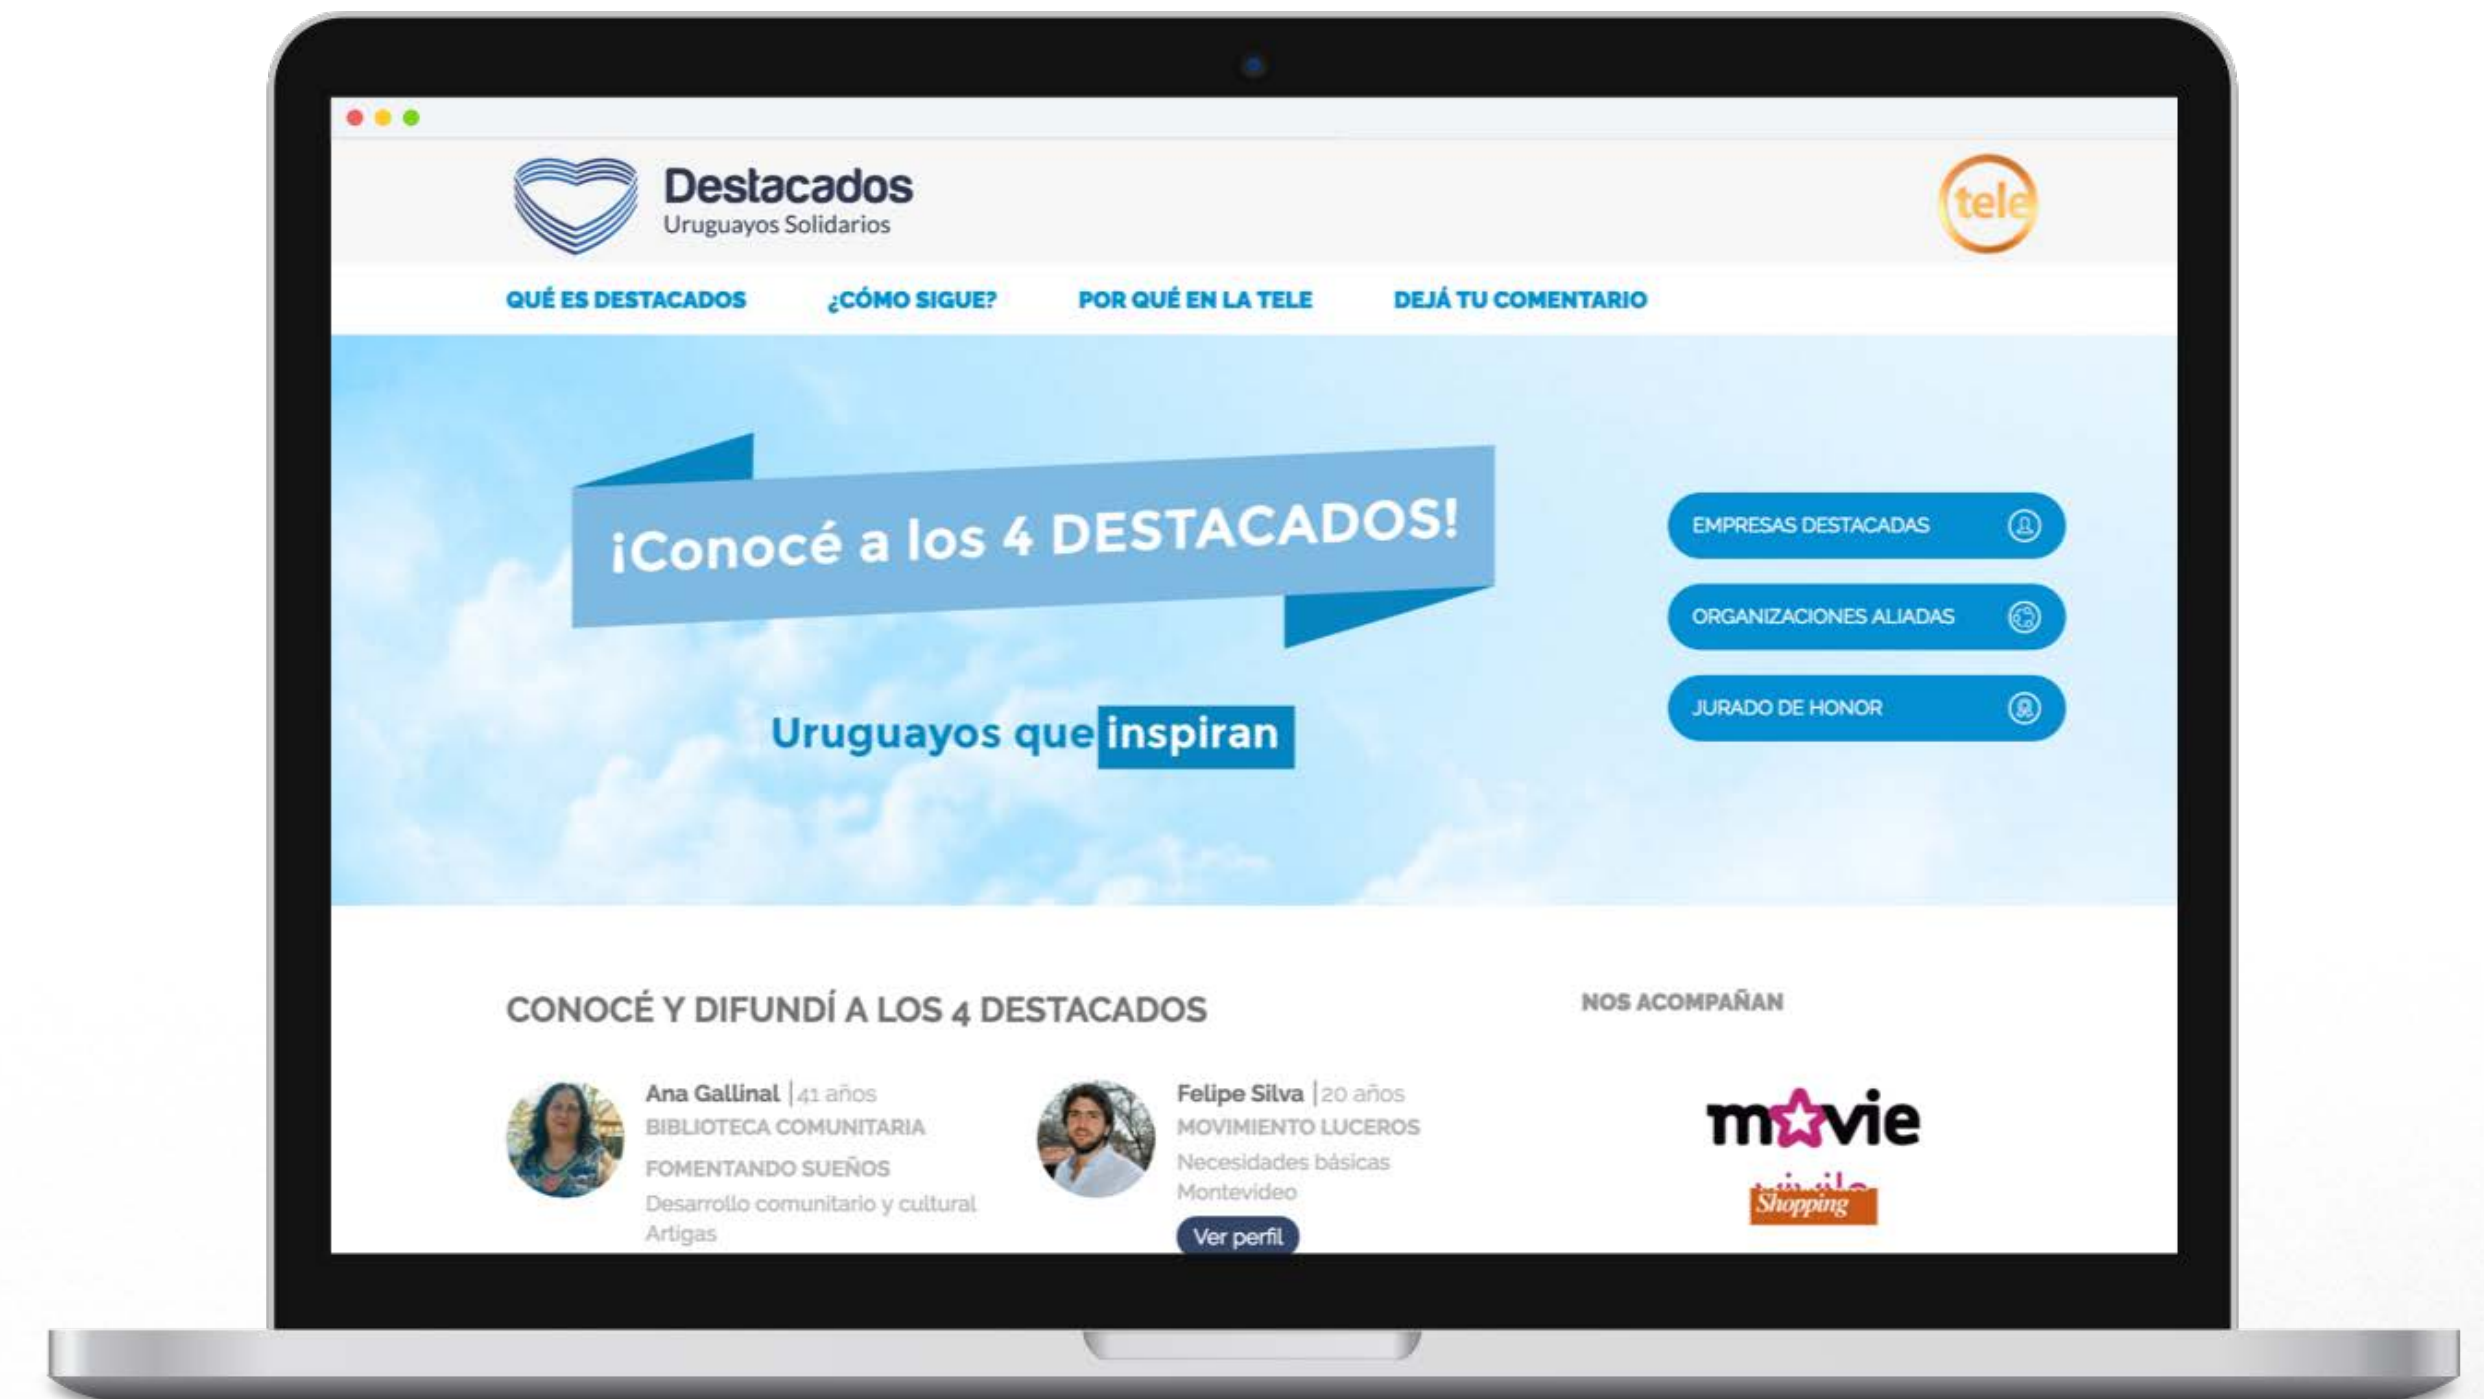 Destacados
Uruguayos Solidarios
tele
QUÉ ES DESTACADOS
¿CÓMO SIGUE?
POR QUÉ EN LA TELE
DEJÁ TU COMENTARIO
¡Conocé a los 4 DESTACADOS!
Uruguayos que inspiran
EMPRESAS DESTACADAS
ORGANIZACIONES ALIADAS
JURADO DE HONOR
CONOCÉ Y DIFUNDÍ A LOS 4 DESTACADOS
Ana Gallinal |41 años
BIBLIOTECA COMUNITARIA
FOMENTANDO SUEÑOS
Desarrollo comunitario y cultural
Artigas
Felipe Silva |20 años
MOVIMIENTO LUCEROS
Necesidades básicas
Montevideo
Ver perfil
NOS ACOMPAÑAN
movie
Shopping